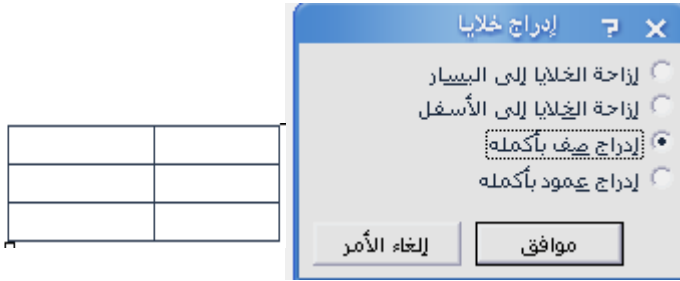 إدراج خلايا
إزاحة الخلايا إلى اليسار
إزاحة الخلايا إلى الأسفل
إدراج صف بأكمله
إدراج عمود بأكمله
موافق
إلغاء الأمر